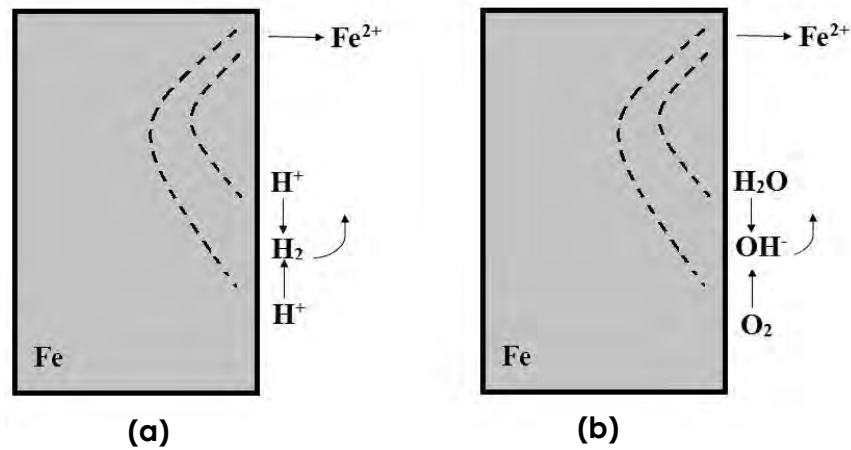 Fe²⁺
H⁺
H₂
H⁺
Fe
(a)
Fe²⁺
H₂O
OH⁻
O₂
Fe
(b)